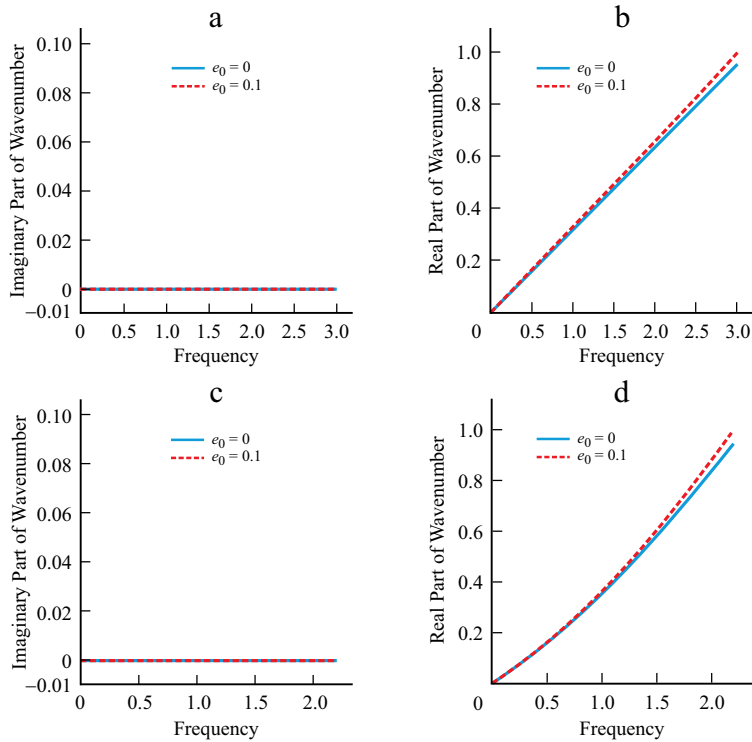 a
Imaginary Part of Wavenumber
0.10
0.08
0.06
0.04
0.02
0
–0.01
e0 = 0
e0 = 0.1
0 0.5 1.0 1.5 2.0 2.5 3.0
Frequency
b
Real Part of Wavenumber
1.0
0.8
0.6
0.4
0.2
e0 = 0
e0 = 0.1
0 0.5 1.0 1.5 2.0 2.5 3.0
Frequency
c
Imaginary Part of Wavenumber
0.10
0.08
0.06
0.04
0.02
0
–0.01
e0 = 0
e0 = 0.1
0 0.5 1.0 1.5 2.0
Frequency
d
Real Part of Wavenumber
1.0
0.8
0.6
0.4
0.2
e0 = 0
e0 = 0.1
0 0.5 1.0 1.5 2.0
Frequency